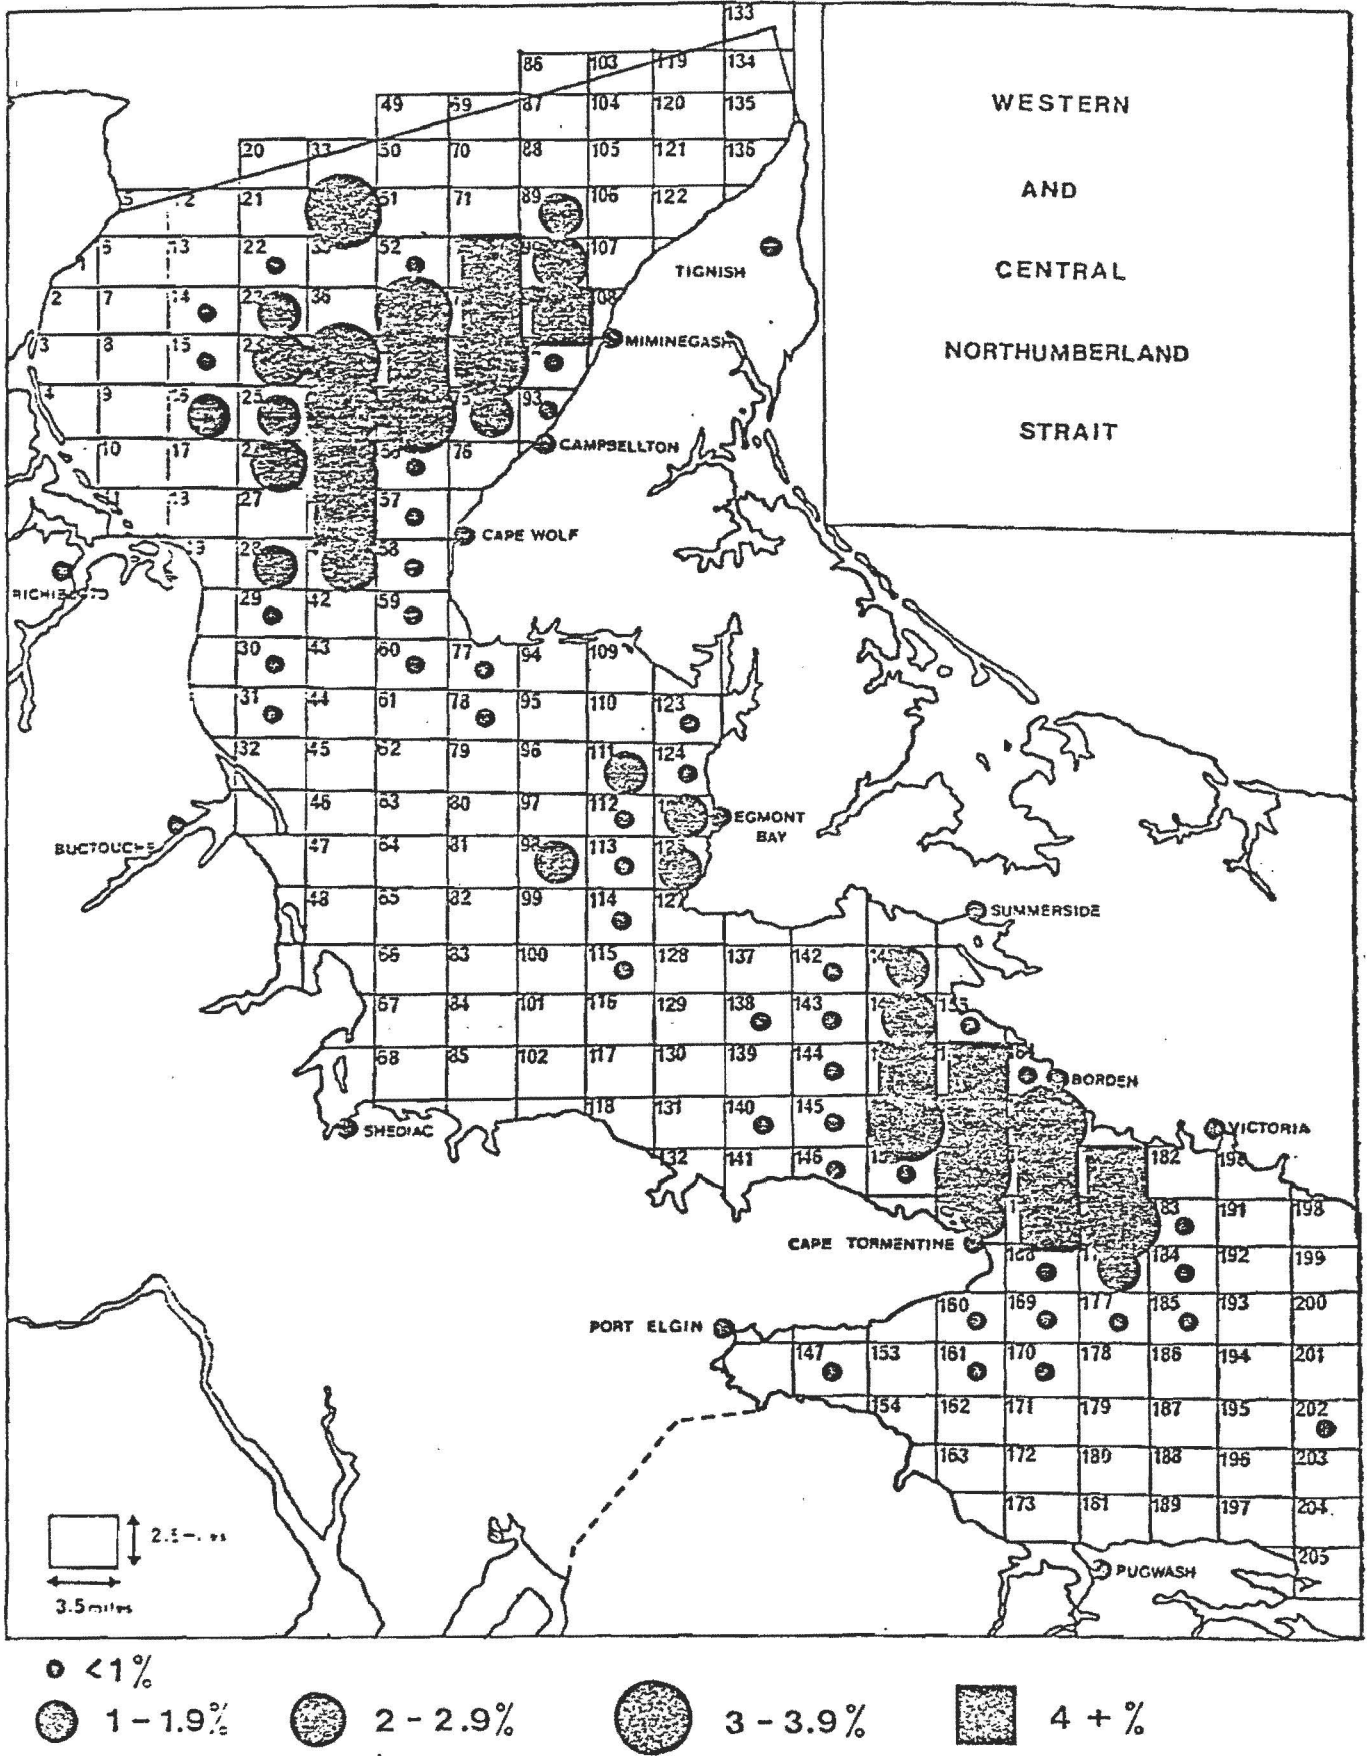 133
86 103 119 134
49 69 87 104 120 135
20 33 50 70 88 105 121 136
12 21 51 71 89 106 122
6 13 22 52 107
2 7 14 36 108
3 8 15
4 9 25 93
10 17 76
27 57
58
29 42 59
30 43 60 77 94 109
31 44 61 78 95 110 123
32 45 62 79 96 111 124
46 63 80 97 112
47 64 81 98 113
48 65 82 99 114 127
66 83 100 115 128 137 142
67 84 101 116 129 138 143 155
68 85 102 117 130 139 144
118 131 140 145
132 141 146 182
191 198
184 192 199
160 169 177 185 193 200
147 153 161 170 178 186 194 201
154 162 171 179 187 195 202
163 172 180 188 196 203
173 181 189 197 204
205
WESTERN
AND
CENTRAL
NORTHUMBERLAND
STRAIT
TIGNISH
MIMINEGASH
CAMPBELLTON
CAPE WOLF
EGMONT
BAY
BUCTOUCHE
SUMMERSIDE
BORDEN
SHEDIAC
VICTORIA
CAPE TORMENTINE
PORT ELGIN
PUGWASH
3.5 miles
<1%
1 - 1.9%
2 - 2.9%
3 - 3.9%
4 + %